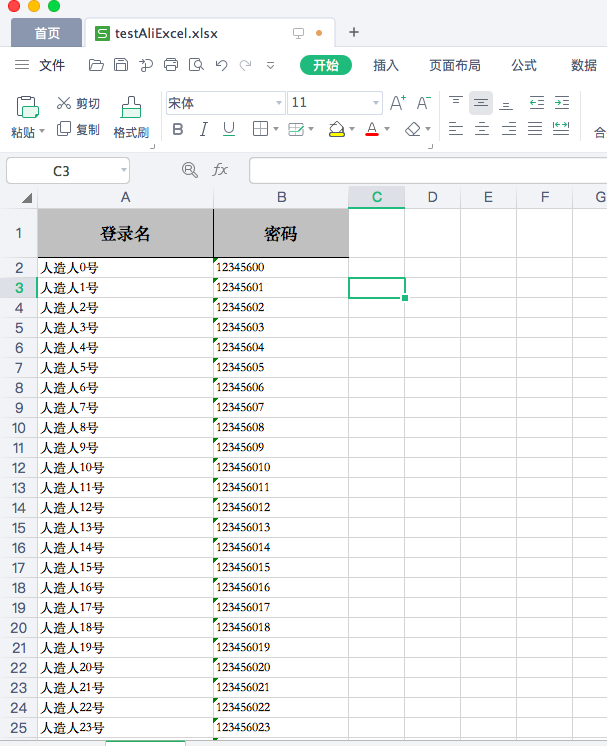 首页 S testAliExcel.xlsx +
文件 开始 插入 页面布局 公式 数据
剪切 宋体 11 A+ A-
粘贴 复制 格式刷 B I U A 合
C3 fx
A B C D E F G
1 登录名 密码
2 人造人0号 12345600
3 人造人1号 12345601
4 人造人2号 12345602
5 人造人3号 12345603
6 人造人4号 12345604
7 人造人5号 12345605
8 人造人6号 12345606
9 人造人7号 12345607
10 人造人8号 12345608
11 人造人9号 12345609
12 人造人10号 123456010
13 人造人11号 123456011
14 人造人12号 123456012
15 人造人13号 123456013
16 人造人14号 123456014
17 人造人15号 123456015
18 人造人16号 123456016
19 人造人17号 123456017
20 人造人18号 123456018
21 人造人19号 123456019
22 人造人20号 123456020
23 人造人21号 123456021
24 人造人22号 123456022
25 人造人23号 123456023